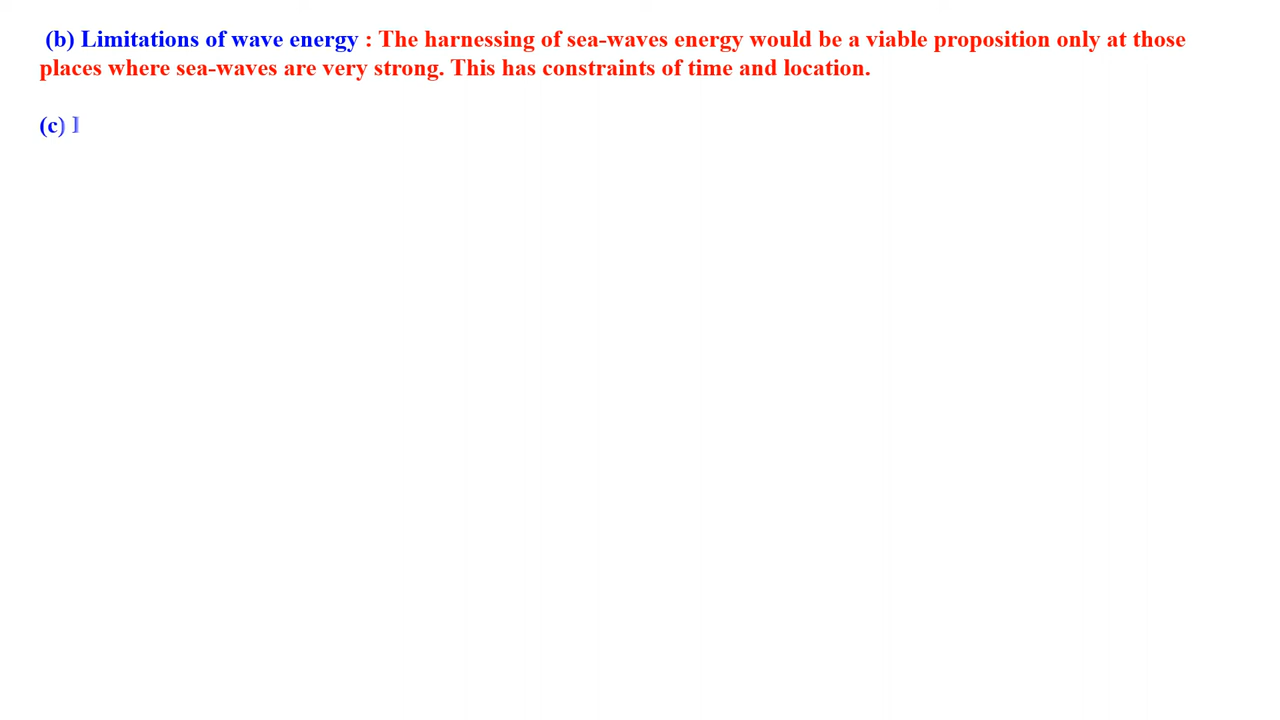 (b) Limitations of wave energy : The harnessing of sea-waves energy would be a viable proposition only at those
places where sea-waves are very strong. This has constraints of time and location.
(c)